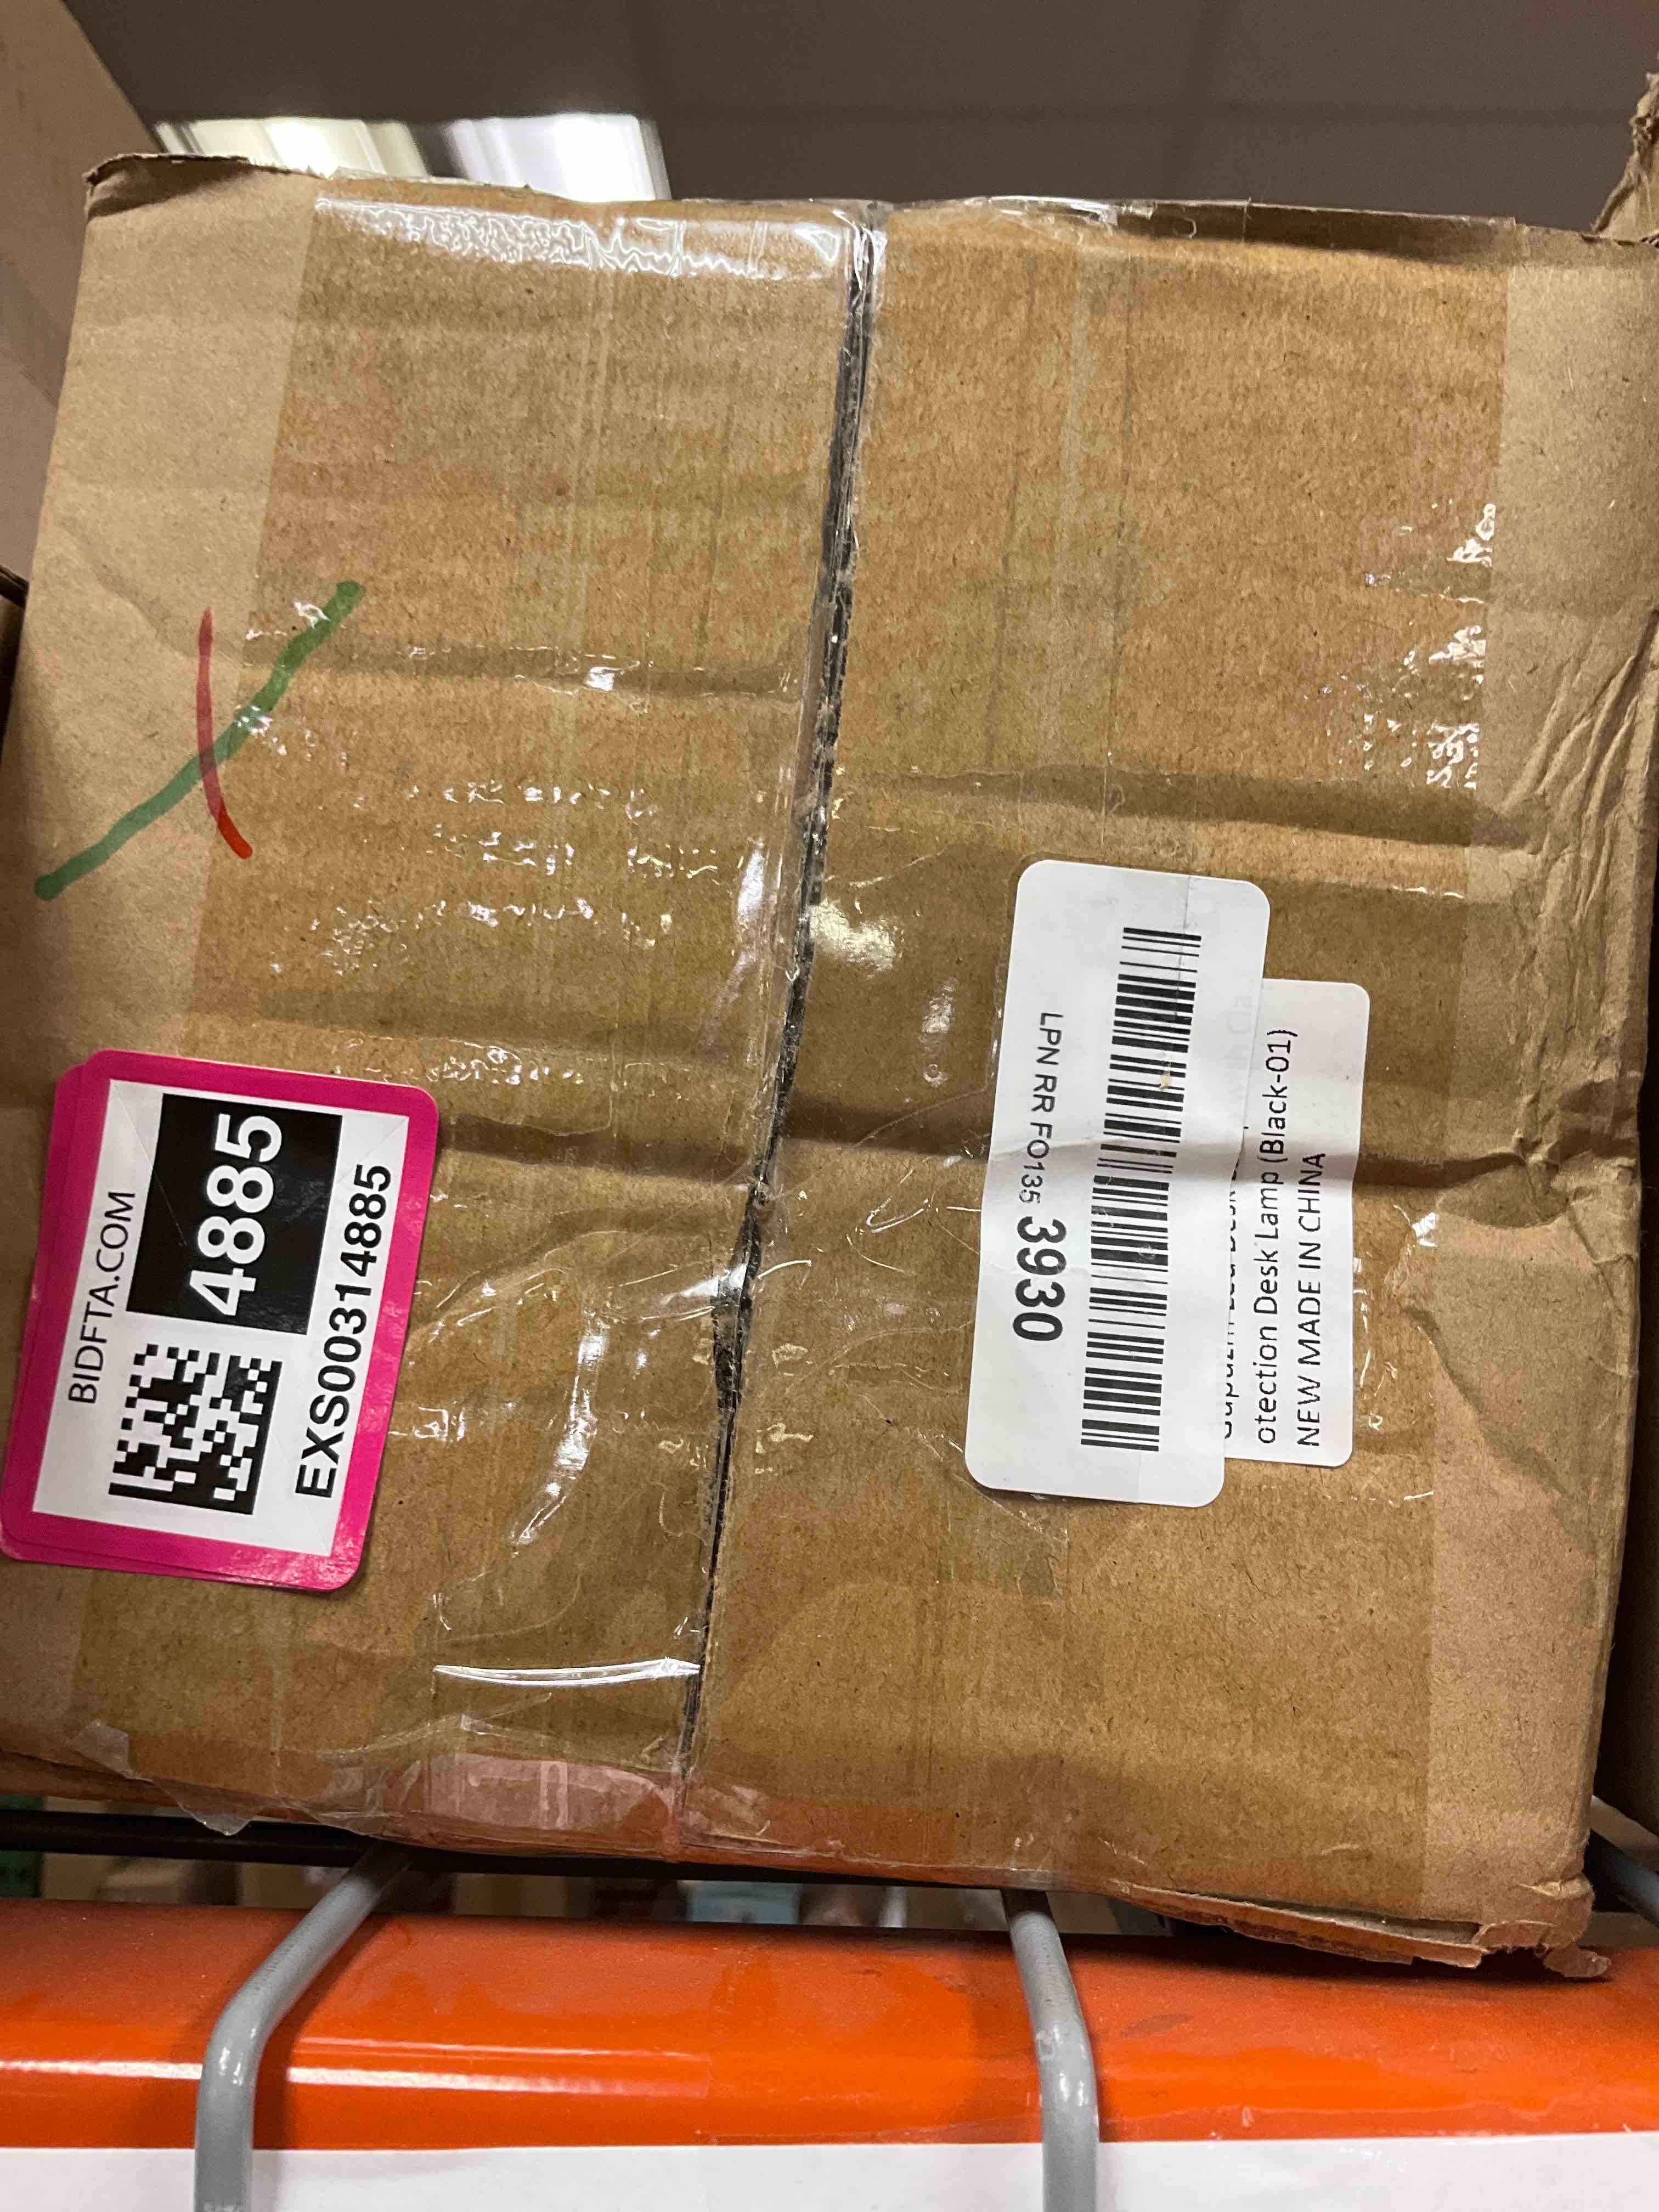 BIDFTA.COM
4885
EXS00314885
LPN RR FO135 3930
otection Desk Lamp (Black-01)
NEW MADE IN CHINA